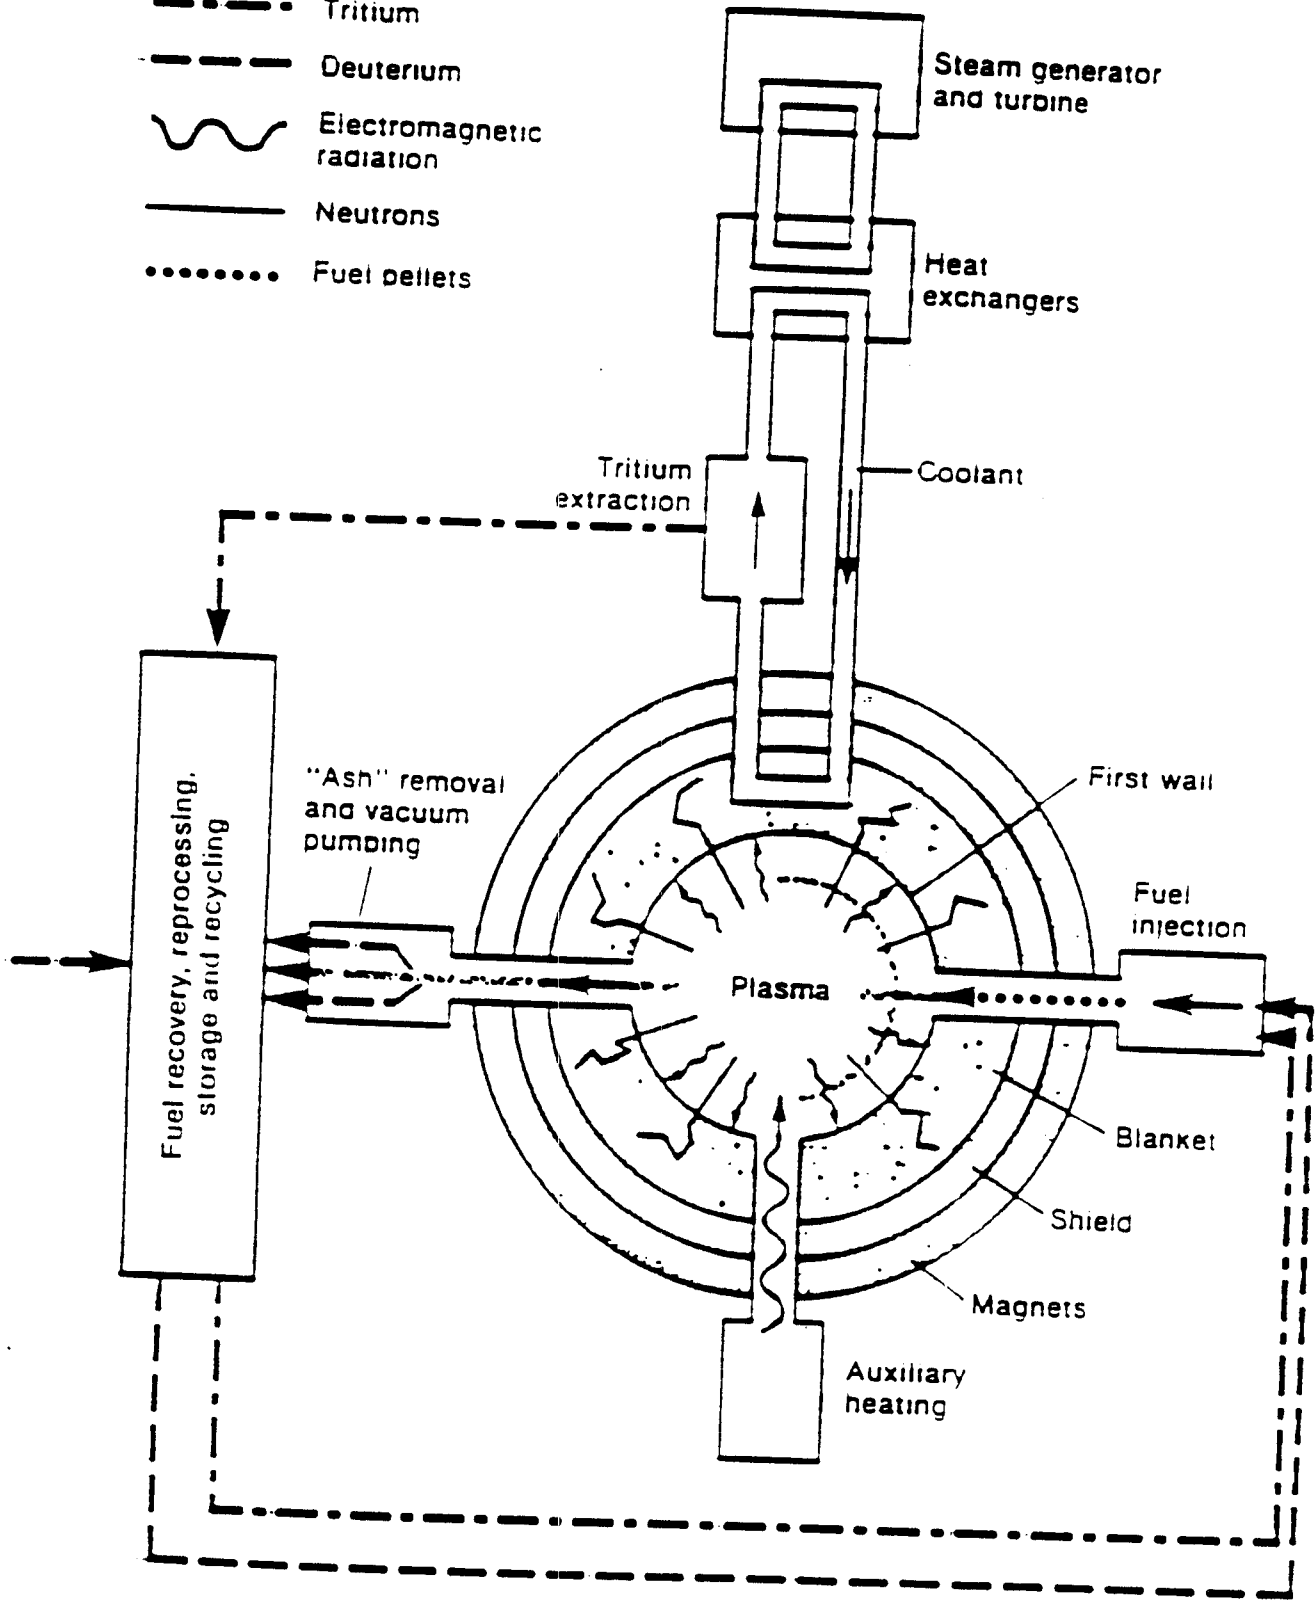 Tritium
Deuterium
Electromagnetic
radiation
Neutrons
Fuel pellets
Steam generator
and turbine
Heat
exchangers
Tritium
extraction
Coolant
"Ash" removal
and vacuum
pumping
First wall
Fuel
injection
Fuel recovery, reprocessing,
storage and recycling
Plasma
Blanket
Shield
Magnets
Auxiliary
heating